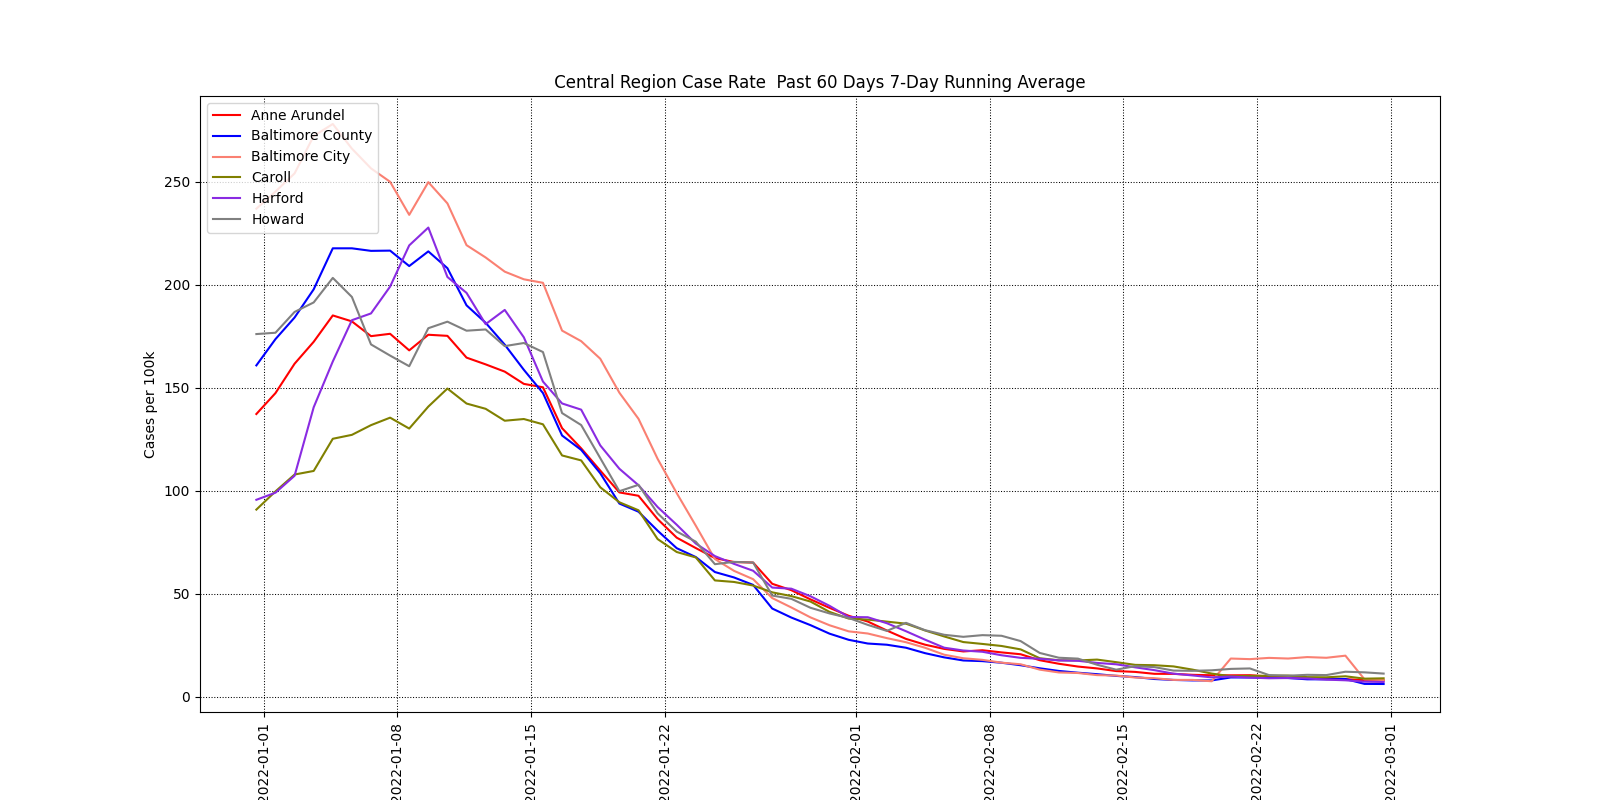 Central Region Case Rate  Past 60 Days 7-Day Running Average
Anne Arundel
Baltimore County
Baltimore City
Caroll
Harford
Howard
Cases per 100k
250
200
150
100
50
0
2022-01-01
2022-01-08
2022-01-15
2022-01-22
2022-02-01
2022-02-08
2022-02-15
2022-02-22
2022-03-01